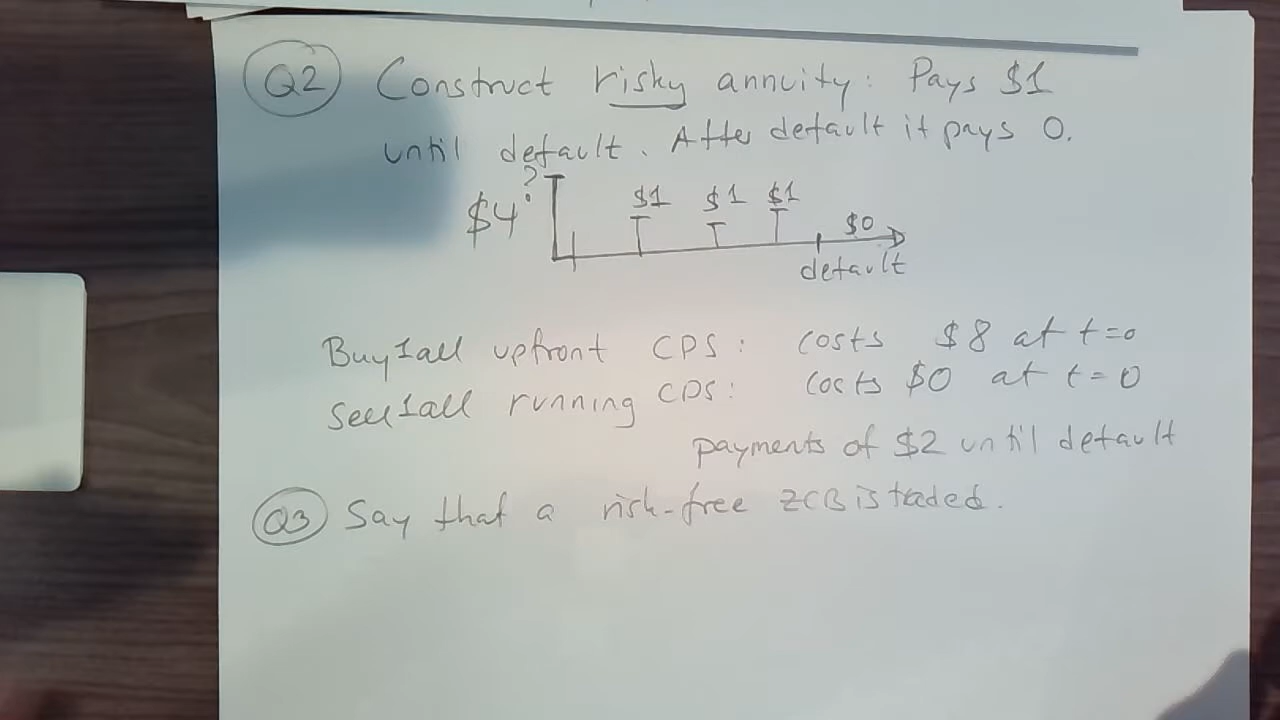 Q2 Construct risky annuity: Pays $1
until default. After default it pays 0.
$4? $1 $1 $1 $0
default
Buy 1 all upfront CDS: costs $8 at t=0
Sell 1 all running CDS: costs $0 at t=0
payments of $2 until default
Q3 Say that a risk-free ZCB is traded.